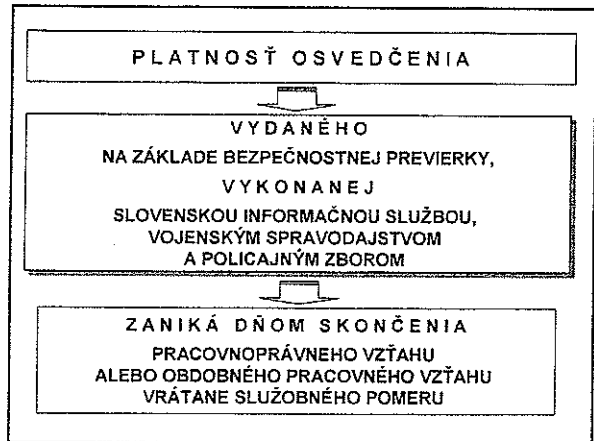 PLATNOSŤ OSVEDČENIA
VYDANÉHO
NA ZÁKLADE BEZPEČNOSTNEJ PREVIERKY,
VYKONANEJ
SLOVENSKOU INFORMAČNOU SLUŽBOU,
VOJENSKÝM SPRAVODAJSTVOM
A POLICAJNÝM ZBOROM
ZANIKÁ DŇOM SKONČENIA
PRACOVNOPRÁVNEHO VZŤAHU
ALEBO OBDOBNÉHO PRACOVNÉHO VZŤAHU
VRÁTANE SLUŽOBNÉHO POMERU